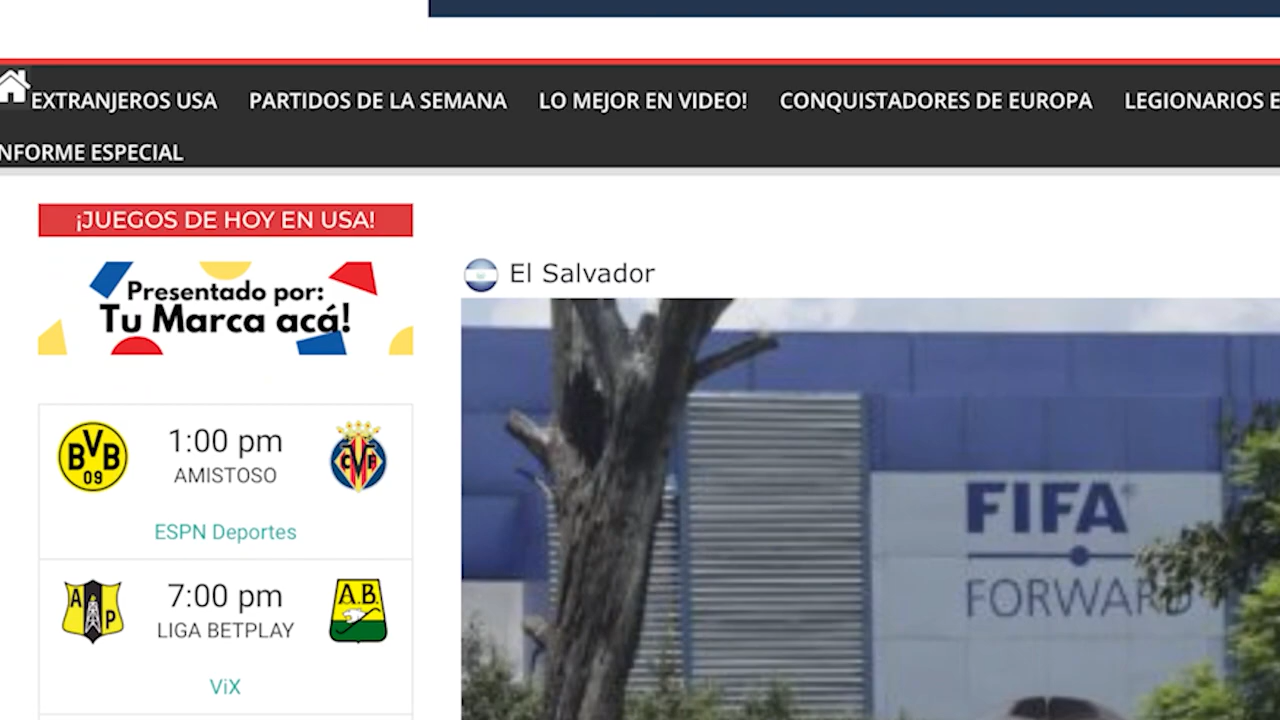 EXTRANJEROS USA PARTIDOS DE LA SEMANA LO MEJOR EN VIDEO! CONQUISTADORES DE EUROPA LEGIONARIOS E
NFORME ESPECIAL
¡JUEGOS DE HOY EN USA!
Presentado por:
Tu Marca acá!
El Salvador
BVB
09
1:00 pm
CVF
AMISTOSO
ESPN Deportes
FIFA
FORWARD
A P
7:00 pm
A.B.
LIGA BETPLAY
ViX